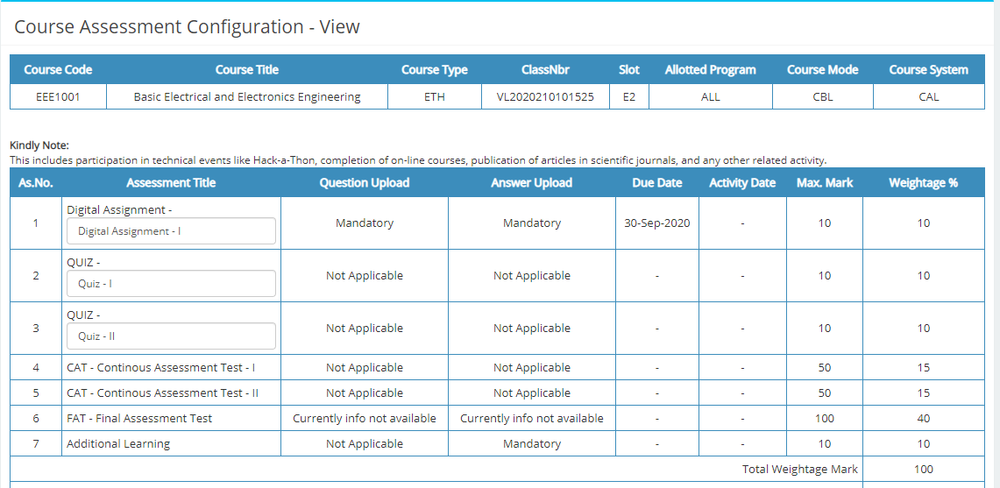 Course Assessment Configuration - View
Course Code Course Title Course Type ClassNbr Slot Allotted Program Course Mode Course System
EEE1001 Basic Electrical and Electronics Engineering ETH VL2020210101525 E2 ALL CBL CAL
Kindly Note:
This includes participation in technical events like Hack-a-Thon, completion of on-line courses, publication of articles in scientific journals, and any other related activity.
As.No. Assessment Title Question Upload Answer Upload Due Date Activity Date Max. Mark Weightage %
Digital Assignment -
1 Digital Assignment - I Mandatory Mandatory 30-Sep-2020 - 10 10
QUIZ -
2 Quiz - I Not Applicable Not Applicable - - 10 10
QUIZ -
3 Quiz - II Not Applicable Not Applicable - - 10 10
4 CAT - Continous Assessment Test - I Not Applicable Not Applicable - - 50 15
5 CAT - Continous Assessment Test - II Not Applicable Not Applicable - - 50 15
6 FAT - Final Assessment Test Currently info not available Currently info not available - - 100 40
7 Additional Learning Not Applicable Mandatory - - 10 10
Total Weightage Mark 100